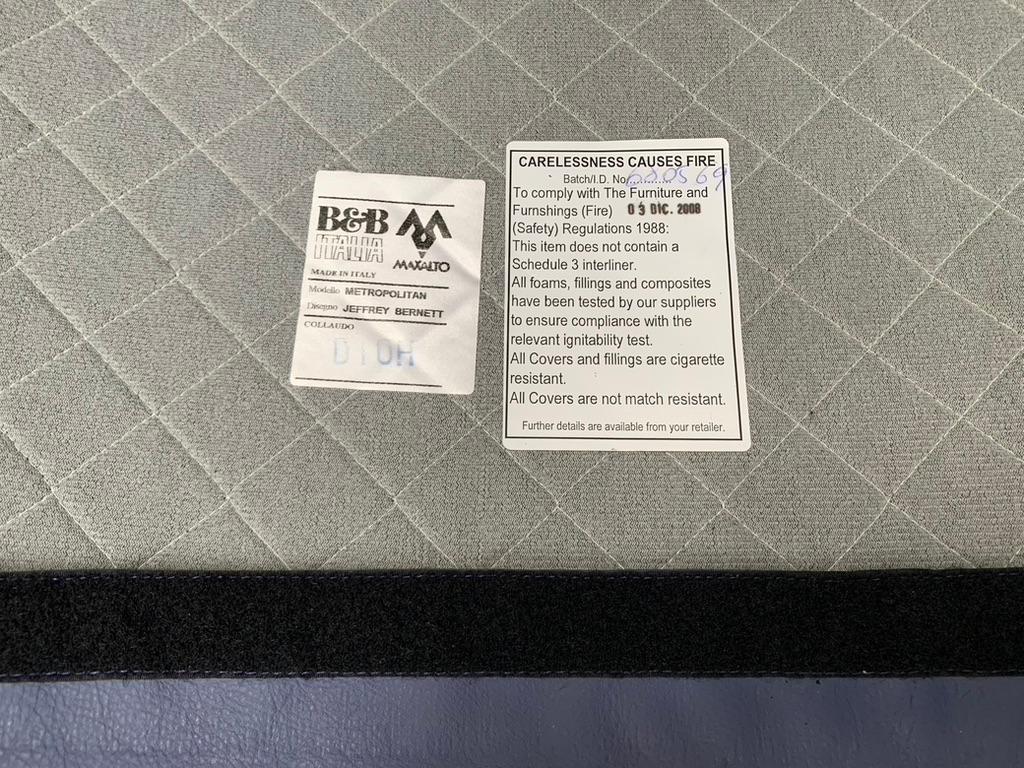 B&B
ITALIA
MAXALTO
MADE IN ITALY
Modello METROPOLITAN
Disegno JEFFREY BERNETT
COLLAUDO
CARELESSNESS CAUSES FIRE
Batch/I.D. No.
To comply with The Furniture and
Furnshings (Fire) 03 DIC. 2008
(Safety) Regulations 1988:
This item does not contain a
Schedule 3 interliner.
All foams, fillings and composites
have been tested by our suppliers
to ensure compliance with the
relevant ignitability test.
All Covers and fillings are cigarette
resistant.
All Covers are not match resistant.
Further details are available from your retailer.